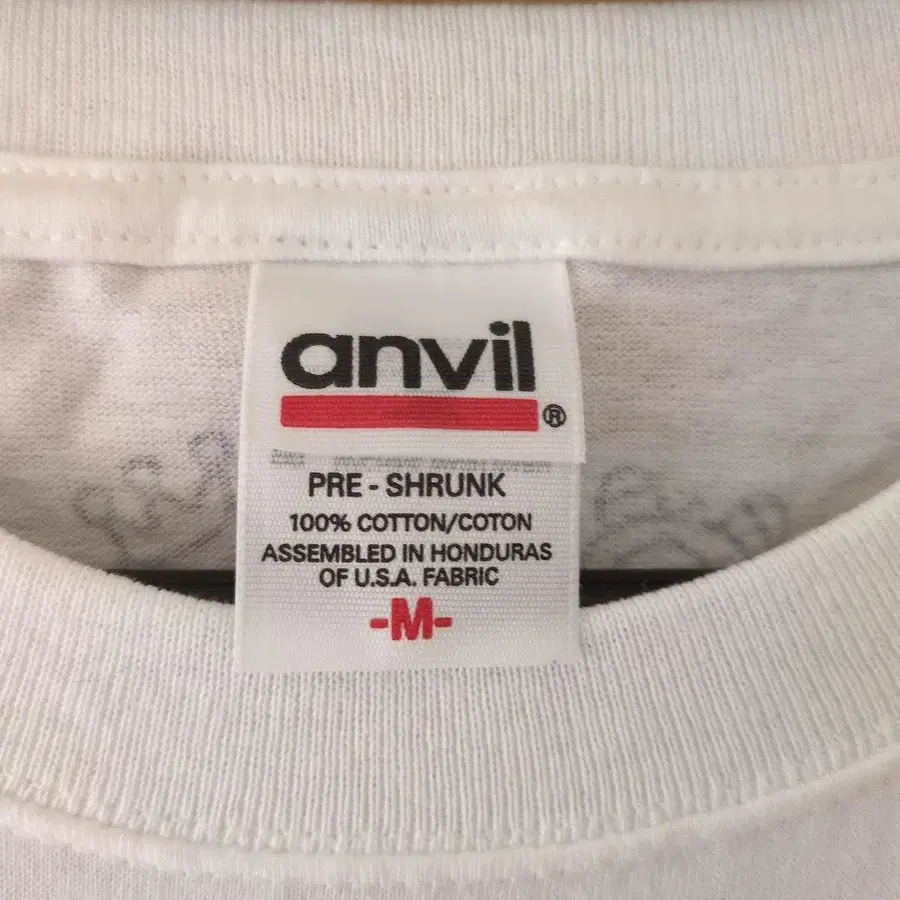 anvil®
PRE - SHRUNK
100% COTTON/COTON
ASSEMBLED IN HONDURAS
OF U.S.A. FABRIC
-M-